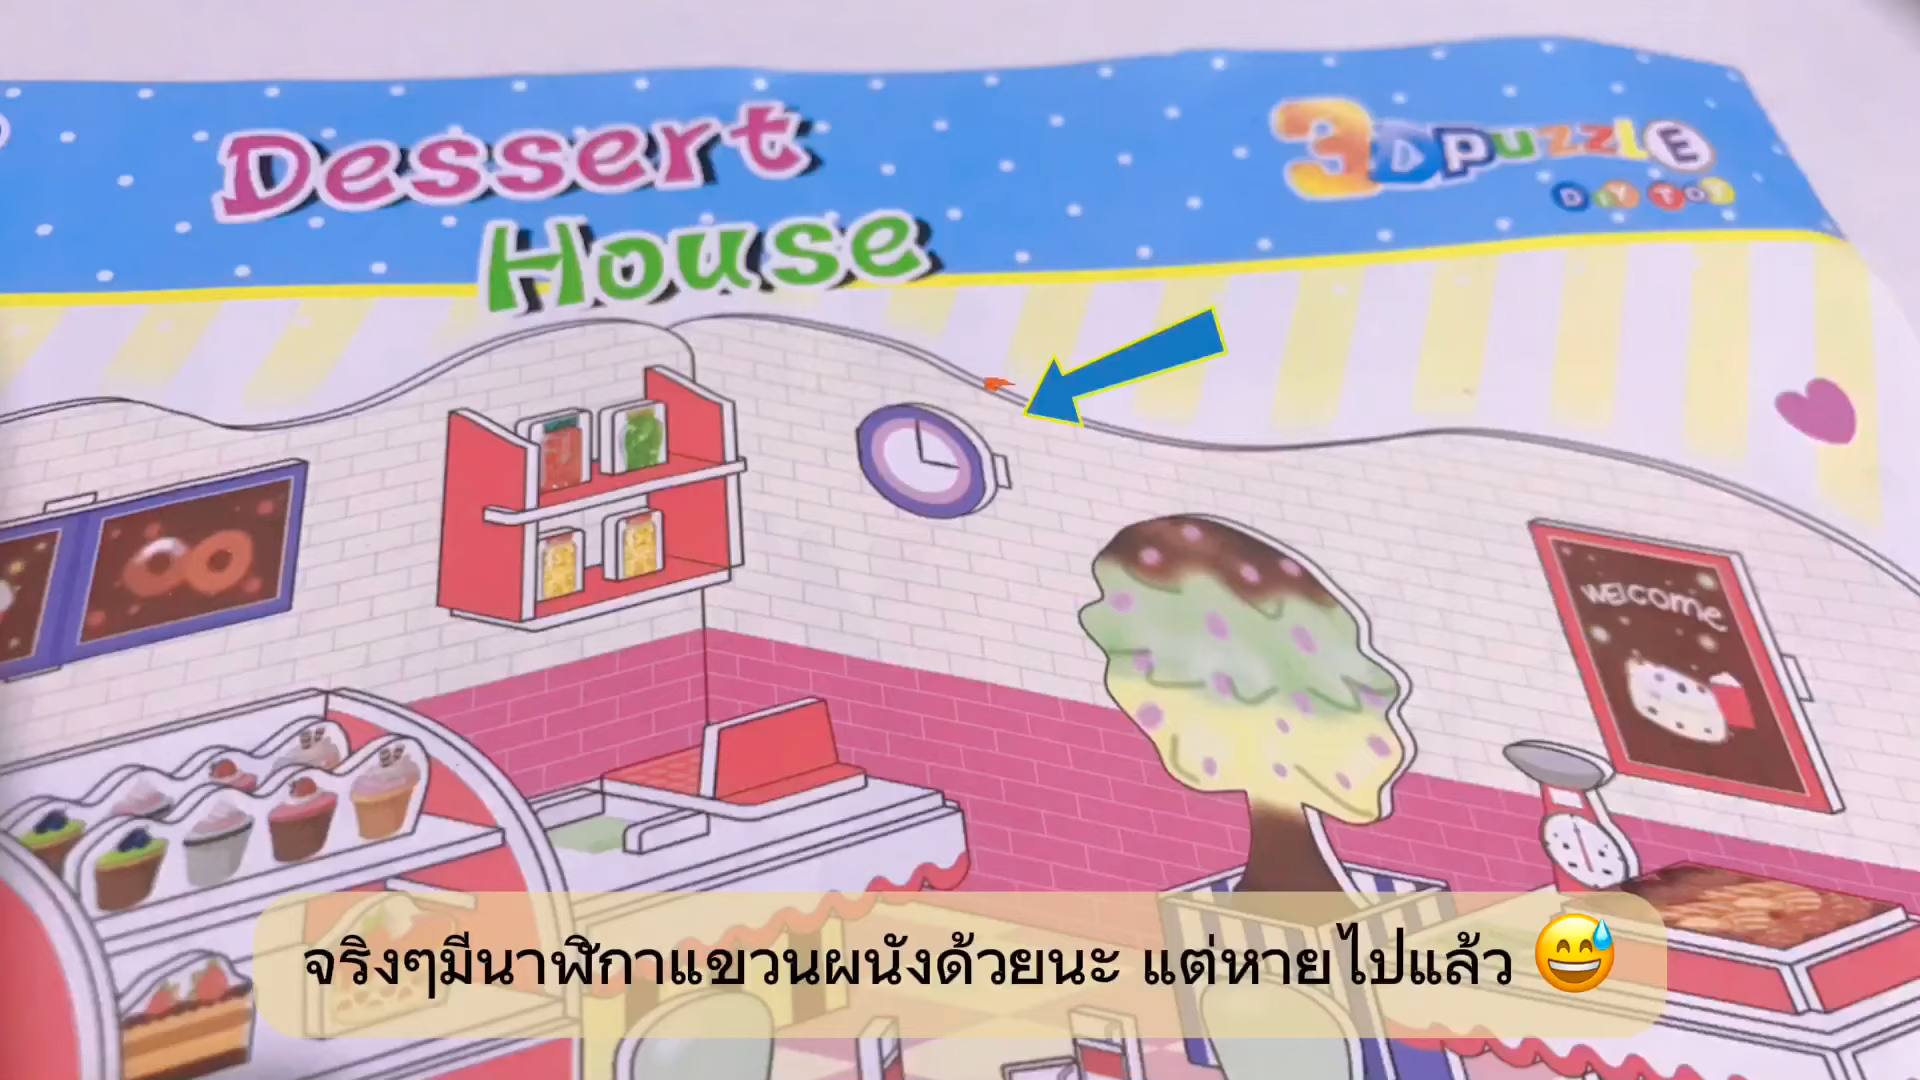 Dessert
House
3D PUZZLE
DIY TOY
WELCOME
จริงๆมีนาฬิกาแขวนผนังด้วยนะ แต่หายไปแล้ว 😅